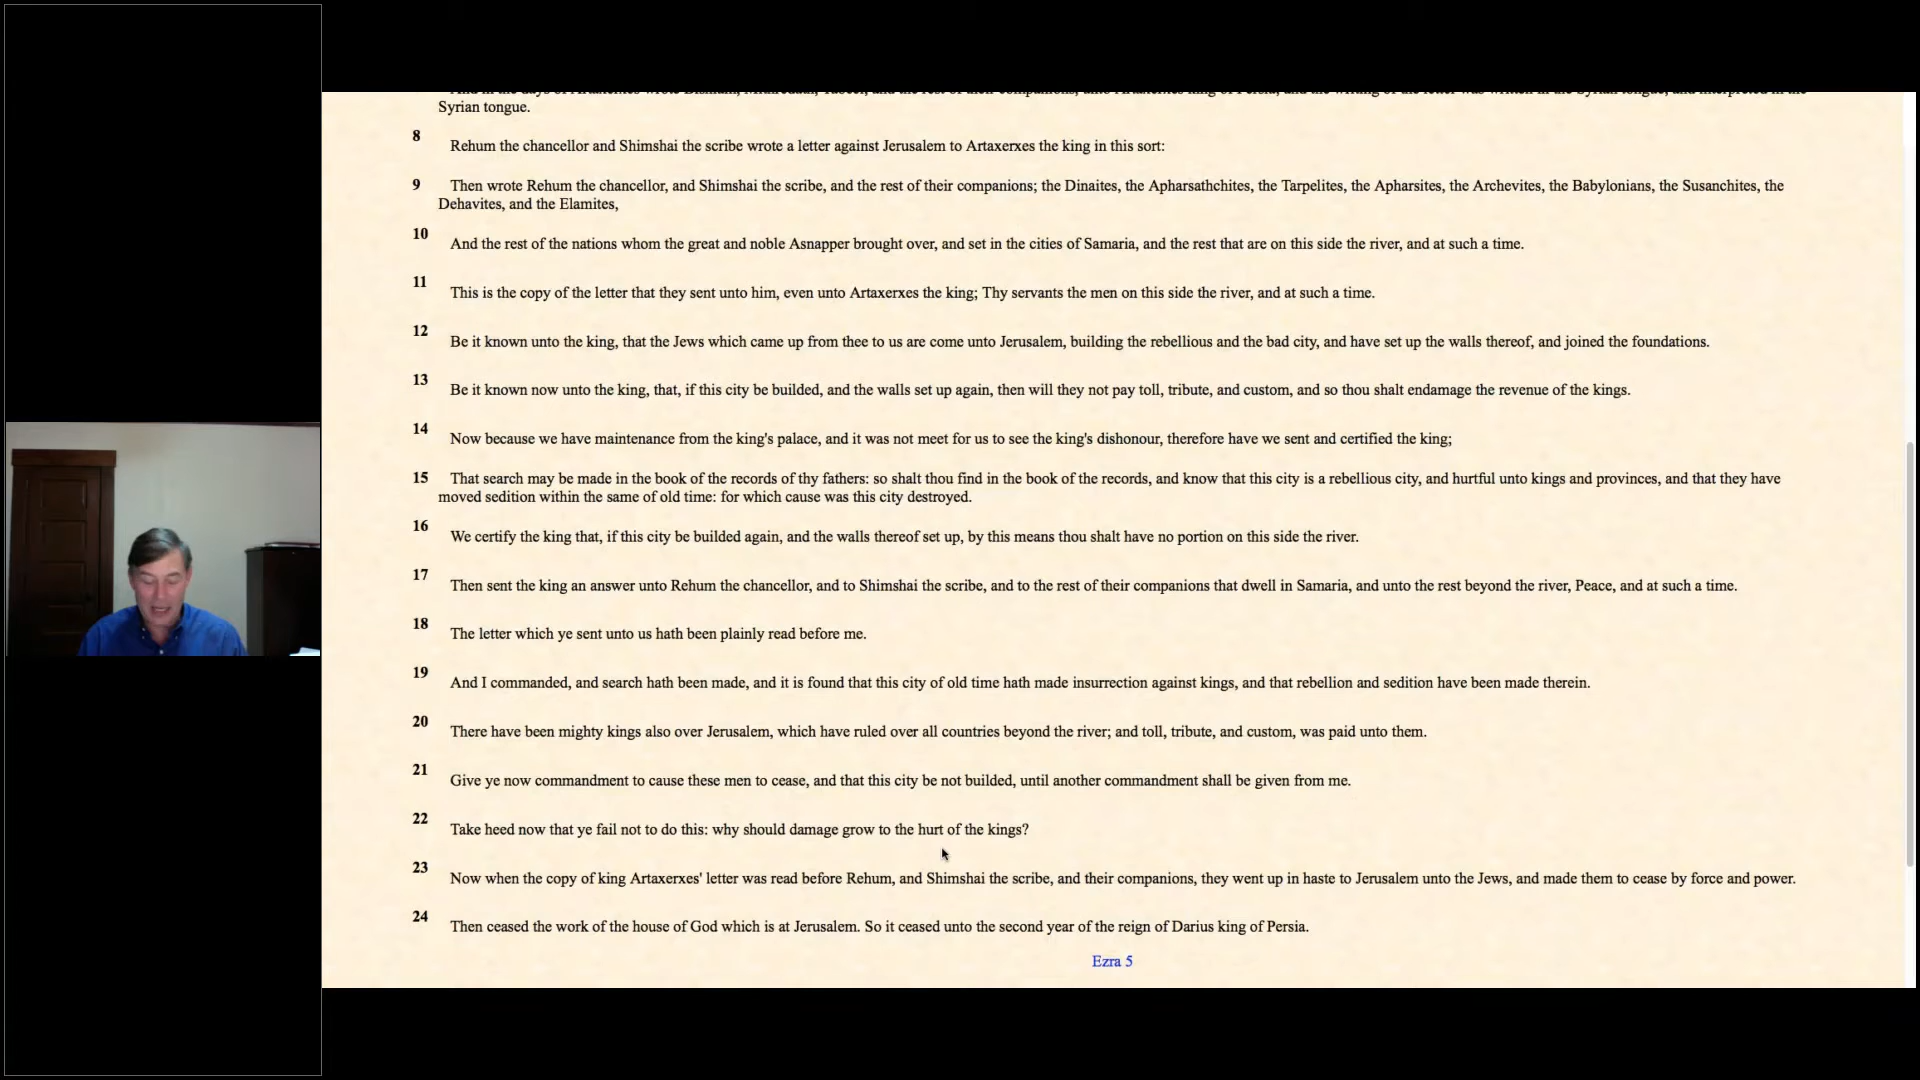 Syrian tongue.
8
Rehum the chancellor and Shimshai the scribe wrote a letter against Jerusalem to Artaxerxes the king in this sort:
9
Then wrote Rehum the chancellor, and Shimshai the scribe, and the rest of their companions; the Dinaites, the Apharsathchites, the Tarpelites, the Apharsites, the Archevites, the Babylonians, the Susanchites, the
Dehavites, and the Elamites,
10
And the rest of the nations whom the great and noble Asnapper brought over, and set in the cities of Samaria, and the rest that are on this side the river, and at such a time.
11
This is the copy of the letter that they sent unto him, even unto Artaxerxes the king; Thy servants the men on this side the river, and at such a time.
12
Be it known unto the king, that the Jews which came up from thee to us are come unto Jerusalem, building the rebellious and the bad city, and have set up the walls thereof, and joined the foundations.
13
Be it known now unto the king, that, if this city be builded, and the walls set up again, then will they not pay toll, tribute, and custom, and so thou shalt endamage the revenue of the kings.
14
Now because we have maintenance from the king's palace, and it was not meet for us to see the king's dishonour, therefore have we sent and certified the king;
15
That search may be made in the book of the records of thy fathers: so shalt thou find in the book of the records, and know that this city is a rebellious city, and hurtful unto kings and provinces, and that they have
moved sedition within the same of old time: for which cause was this city destroyed.
16
We certify the king that, if this city be builded again, and the walls thereof set up, by this means thou shalt have no portion on this side the river.
17
Then sent the king an answer unto Rehum the chancellor, and to Shimshai the scribe, and to the rest of their companions that dwell in Samaria, and unto the rest beyond the river, Peace, and at such a time.
18
The letter which ye sent unto us hath been plainly read before me.
19
And I commanded, and search hath been made, and it is found that this city of old time hath made insurrection against kings, and that rebellion and sedition have been made therein.
20
There have been mighty kings also over Jerusalem, which have ruled over all countries beyond the river; and toll, tribute, and custom, was paid unto them.
21
Give ye now commandment to cause these men to cease, and that this city be not builded, until another commandment shall be given from me.
22
Take heed now that ye fail not to do this: why should damage grow to the hurt of the kings?
23
Now when the copy of king Artaxerxes' letter was read before Rehum, and Shimshai the scribe, and their companions, they went up in haste to Jerusalem unto the Jews, and made them to cease by force and power.
24
Then ceased the work of the house of God which is at Jerusalem. So it ceased unto the second year of the reign of Darius king of Persia.
Ezra 5